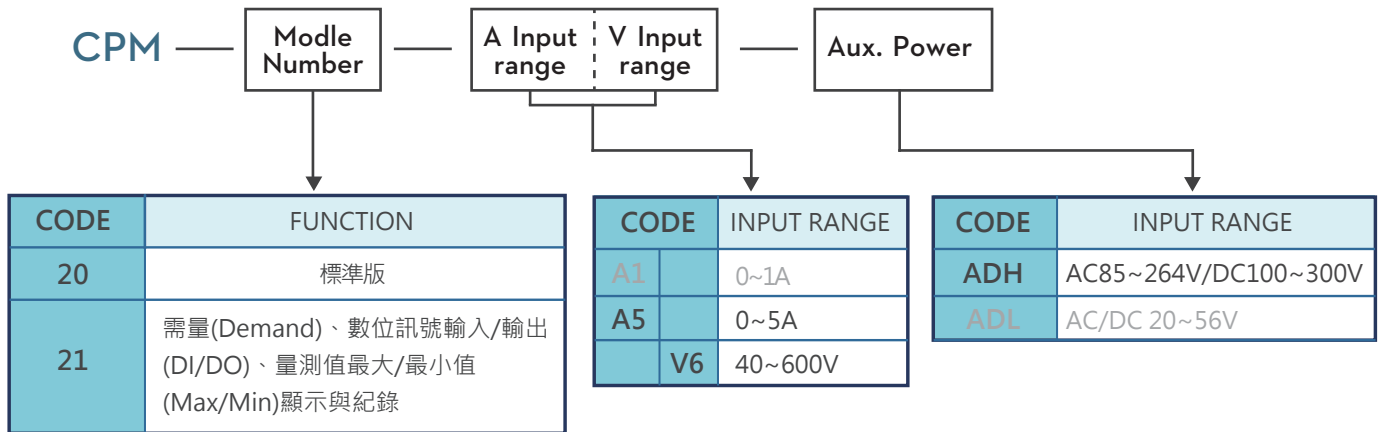 CPM
Modle
Number
A Input
range
V Input
range
Aux. Power
CODE FUNCTION
20 標準版
21 需量(Demand)、數位訊號輸入/輸出
(DI/DO)、量測值最大/最小值
(Max/Min)顯示與紀錄
CODE INPUT RANGE
A1 0~1A
A5 0~5A
V6 40~600V
CODE INPUT RANGE
ADH AC85~264V/DC100~300V
ADL AC/DC 20~56V